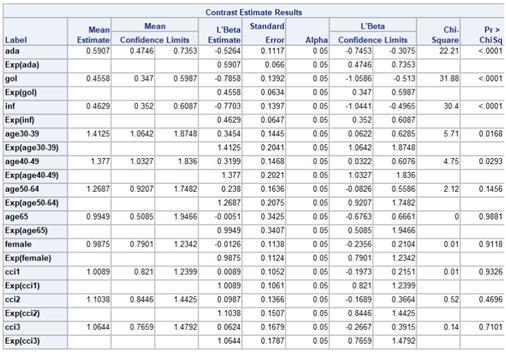 Contrast Estimate Results
Label Mean Estimate Mean Confidence Limits L'Beta Estimate Standard Error Alpha L'Beta Confidence Limits Chi-Square Pr > ChiSq
ada 0.5907 0.4746 0.7353 -0.5264 0.1117 0.05 -0.7453 -0.3075 22.21 <.0001
Exp(ada) 0.5907 0.066 0.05 0.4746 0.7353
gol 0.4558 0.347 0.5987 -0.7858 0.1392 0.05 -1.0586 -0.513 31.88 <.0001
Exp(gol) 0.4558 0.0634 0.05 0.347 0.5987
inf 0.4629 0.352 0.6087 -0.7703 0.1397 0.05 -1.0441 -0.4965 30.4 <.0001
Exp(inf) 0.4629 0.0647 0.05 0.352 0.6087
age30-39 1.4125 1.0642 1.8748 0.3454 0.1445 0.05 0.0622 0.6285 5.71 0.0168
Exp(age30-39) 1.4125 0.2041 0.05 1.0642 1.8748
age40-49 1.377 1.0327 1.836 0.3199 0.1468 0.05 0.0322 0.6076 4.75 0.0293
Exp(age40-49) 1.377 0.2021 0.05 1.0327 1.836
age50-64 1.2687 0.9207 1.7482 0.238 0.1636 0.05 -0.0826 0.5586 2.12 0.1456
Exp(age50-64) 1.2687 0.2075 0.05 0.9207 1.7482
age65 0.9949 0.5085 1.9466 -0.0051 0.3425 0.05 -0.6763 0.6661 0 0.9881
Exp(age65) 0.9949 0.3407 0.05 0.5085 1.9466
female 0.9875 0.7901 1.2342 -0.0126 0.1138 0.05 -0.2356 0.2104 0.01 0.9118
Exp(female) 0.9875 0.1124 0.05 0.7901 1.2342
cci1 1.0089 0.821 1.2399 0.0089 0.1052 0.05 -0.1973 0.2151 0.01 0.9326
Exp(cci1) 1.0089 0.1061 0.05 0.821 1.2399
cci2 1.1038 0.8446 1.4425 0.0987 0.1366 0.05 -0.1689 0.3664 0.52 0.4696
Exp(cci2) 1.1038 0.1507 0.05 0.8446 1.4425
cci3 1.0644 0.7659 1.4792 0.0624 0.1679 0.05 -0.2667 0.3915 0.14 0.7101
Exp(cci3) 1.0644 0.1787 0.05 0.7659 1.4792